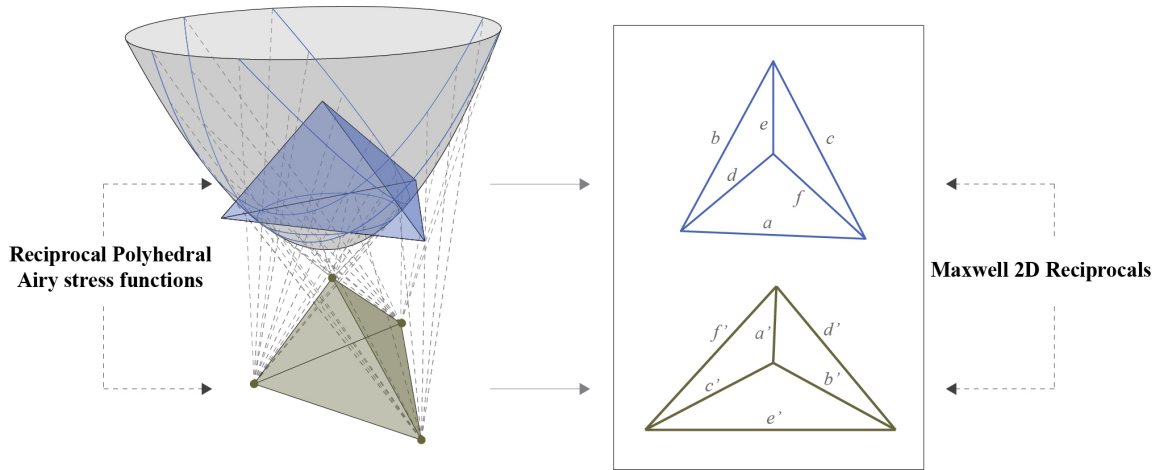 Reciprocal Polyhedral
Airy stress functions
b
e
c
d
f
a
Maxwell 2D Reciprocals
f’
a’
d’
c’
b’
e’